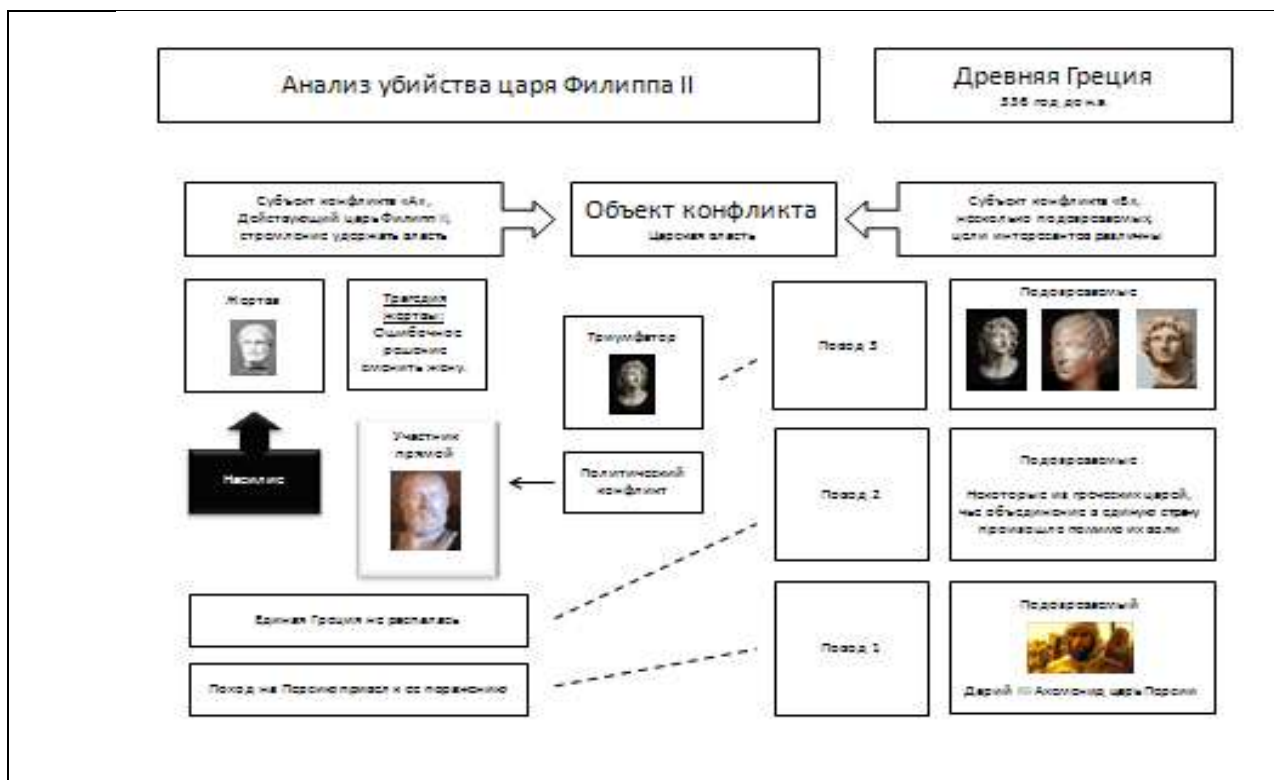 Анализ убийства царя Филиппа II
Древняя Греция
336 год до н.э.
Субъект конфликта «А»,
Действующий царь Филипп II,
стремление удержать власть
Объект конфликта
Царская власть
Субъект конфликта «Б»,
несколько подозреваемых,
цели интересантов различны
Жертва
Трагедия
жертвы:
Ошибочное
решение
сменить жену.
Триумфатор
Повод 3
Подозреваемые
Насилие
Участник
прямой
Политический
конфликт
Повод 2
Подозреваемые
Некоторые из греческих царей,
чье объединение в единую страну
произошло помимо их воли
Единая Греция не распалась
Поход на Персию привел к ее поражению
Повод 1
Подозреваемый
Дарий III Ахеменид царь Персии